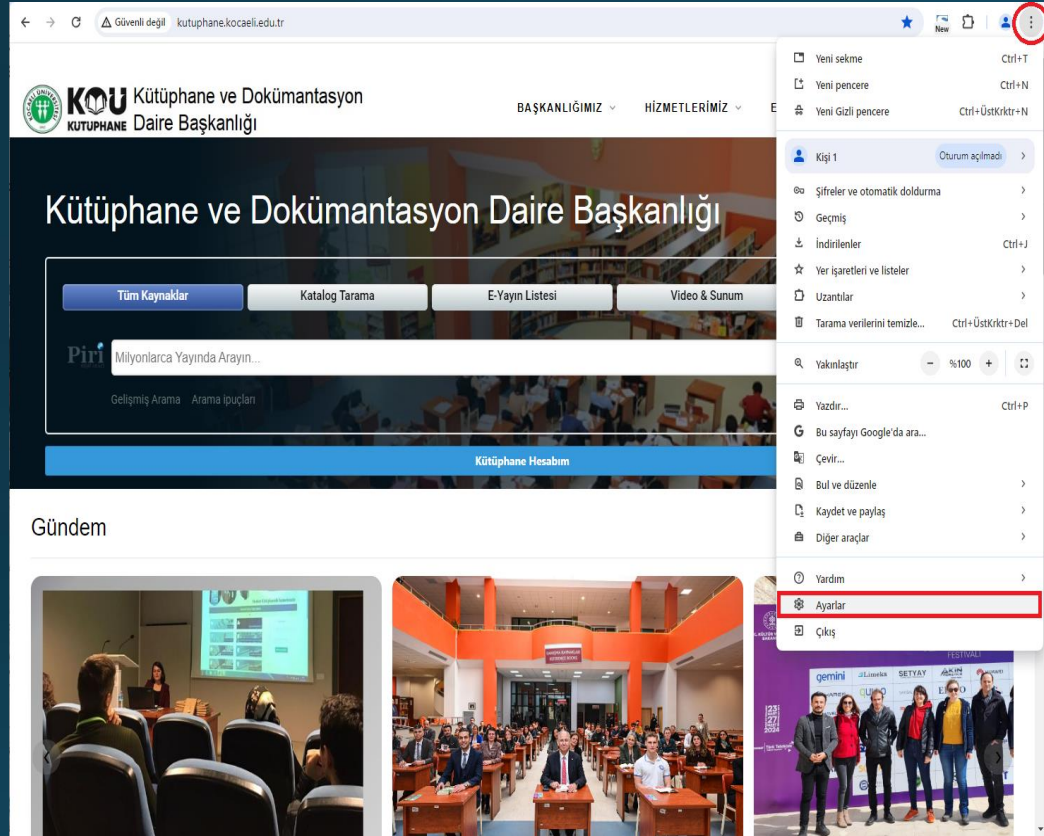 Güvenli değil kutuphane.kocaeli.edu.tr
New
KOU
KUTUPHANE
Kütüphane ve Dokümantasyon
Daire Başkanlığı
BAŞKANLIĞIMIZ
HİZMETLERİMİZ
E
Kütüphane ve Dokümantasyon Daire Başkanlığı
Tüm Kaynaklar
Katalog Tarama
E-Yayın Listesi
Video & Sunum
Piri
Milyonlarca Yayında Arayın...
Gelişmiş Arama Arama İpuçları
Kütüphane Hesabım
Gündem
Yeni sekme Ctrl+T
Yeni pencere Ctrl+N
Yeni Gizli pencere Ctrl+ÜstKrktr+N
Kişi 1 Oturum açılmadı
Şifreler ve otomatik doldurma
Geçmiş
İndirilenler Ctrl+J
Yer işaretleri ve listeler
Uzantılar
Tarama verilerini temizle... Ctrl+ÜstKrktr+Del
Yakınlaştır - %100 +
Yazdır... Ctrl+P
Bu sayfayı Google'da ara...
Çevir...
Bul ve düzenle
Kaydet ve paylaş
Diğer araçlar
Yardım
Ayarlar
Çıkış
FESTİVALİ
gemini
SETYAY